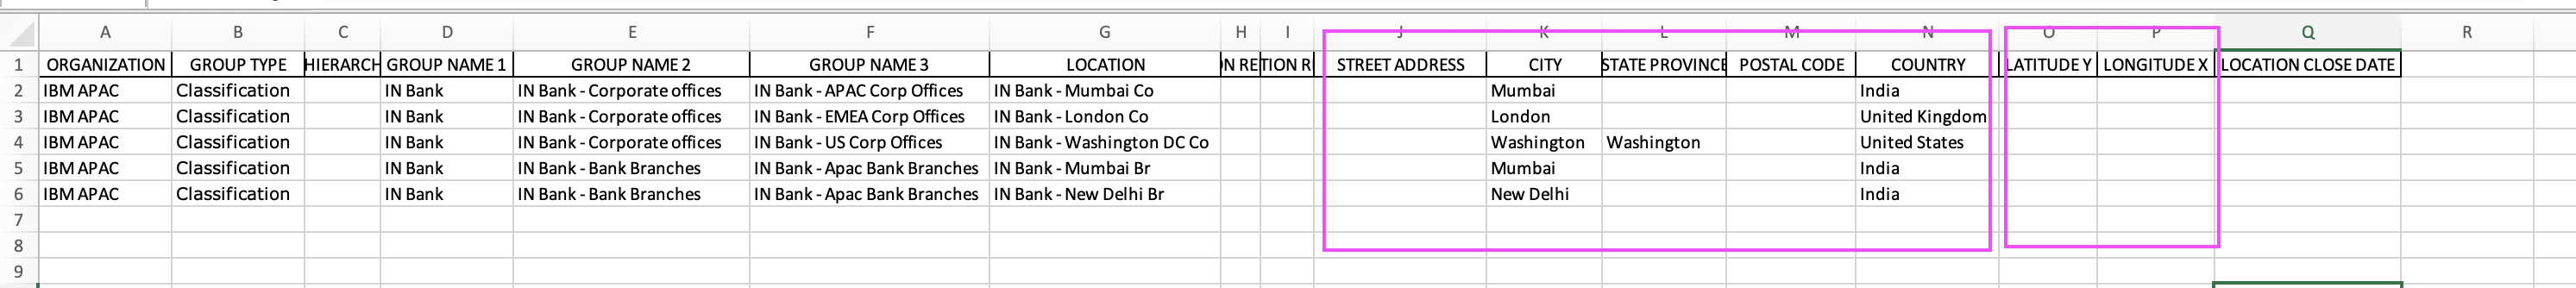 A B C D E F G H I J K L M N O P Q R
1 ORGANIZATION GROUP TYPE HIERARCH GROUP NAME 1 GROUP NAME 2 GROUP NAME 3 LOCATION ON RE TION R STREET ADDRESS CITY STATE PROVINCE POSTAL CODE COUNTRY LATITUDE Y LONGITUDE X LOCATION CLOSE DATE
2 IBM APAC Classification IN Bank IN Bank - Corporate offices IN Bank - APAC Corp Offices IN Bank - Mumbai Co Mumbai India
3 IBM APAC Classification IN Bank IN Bank - Corporate offices IN Bank - EMEA Corp Offices IN Bank - London Co London United Kingdom
4 IBM APAC Classification IN Bank IN Bank - Corporate offices IN Bank - US Corp Offices IN Bank - Washington DC Co Washington Washington United States
5 IBM APAC Classification IN Bank IN Bank - Bank Branches IN Bank - Apac Bank Branches IN Bank - Mumbai Br Mumbai India
6 IBM APAC Classification IN Bank IN Bank - Bank Branches IN Bank - Apac Bank Branches IN Bank - New Delhi Br New Delhi India
7
8
9